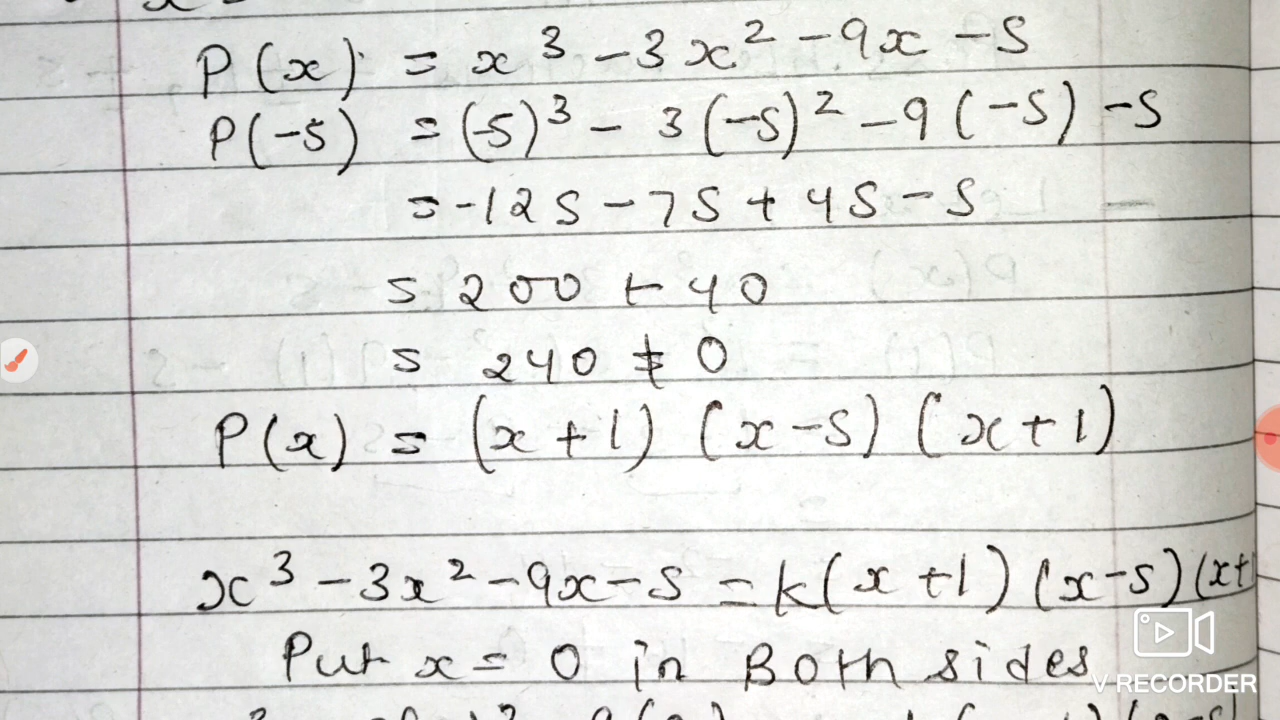 P(x) = x³ - 3x² - 9x - 5
P(-5) = (-5)³ - 3(-5)² - 9(-5) - 5
= -125 - 75 + 45 - 5
= 200 + 40
= 240 ≠ 0
P(x) = (x+1) (x-5) (x+1)
x³ - 3x² - 9x - 5 = k(x+1) (x-5) (x+1
Put x = 0 in Both sides
V RECORDER